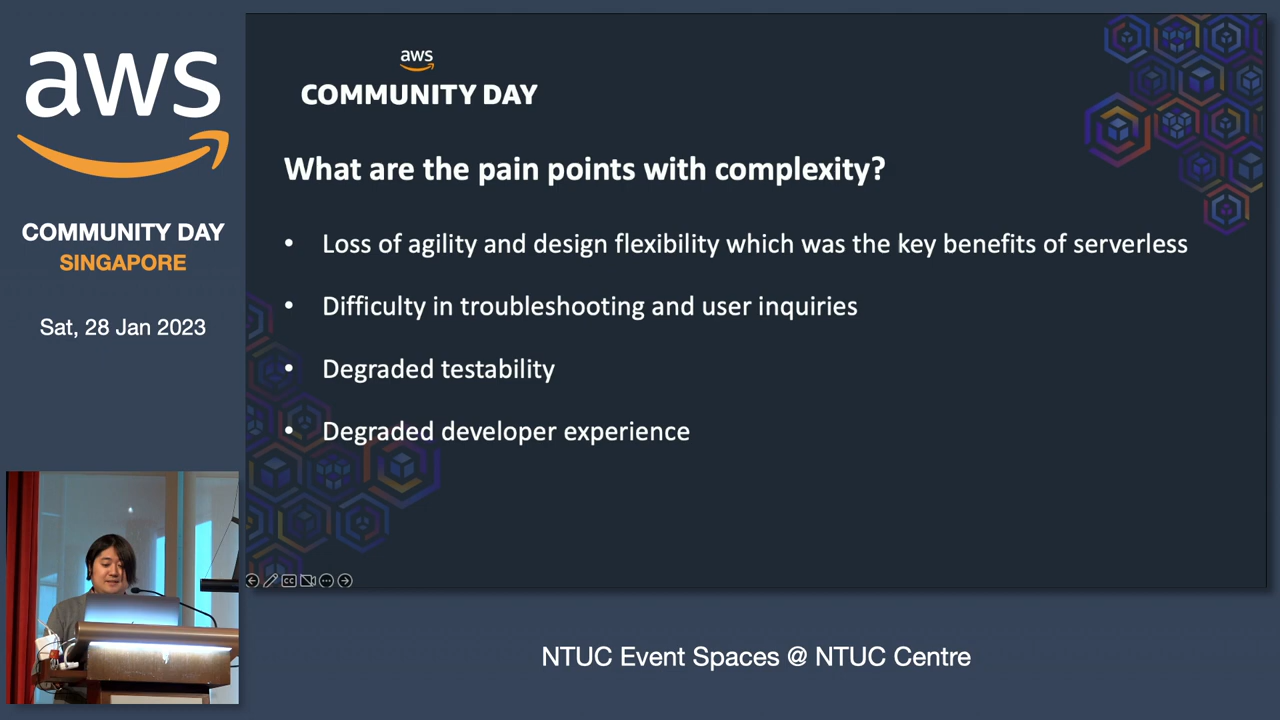 aws
COMMUNITY DAY
SINGAPORE
Sat, 28 Jan 2023
aws
COMMUNITY DAY
What are the pain points with complexity?
• Loss of agility and design flexibility which was the key benefits of serverless
• Difficulty in troubleshooting and user inquiries
• Degraded testability
• Degraded developer experience
CC
NTUC Event Spaces @ NTUC Centre